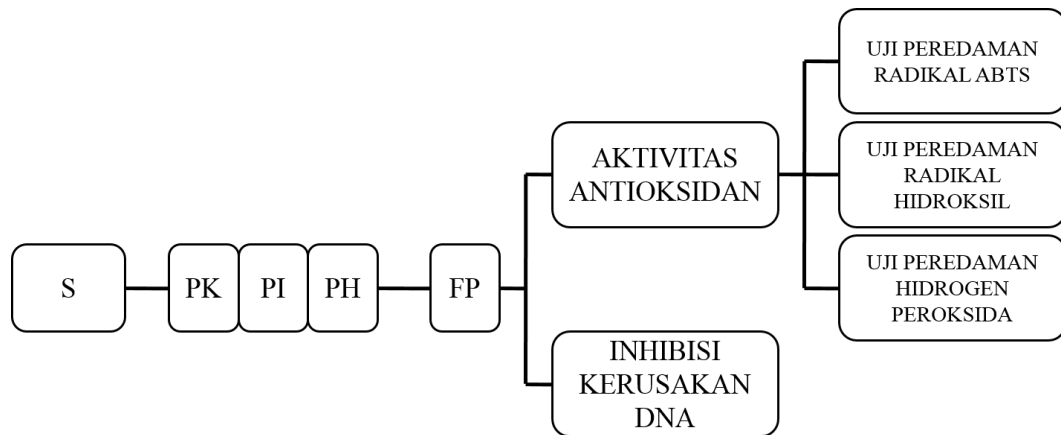 S
PK
PI
PH
FP
AKTIVITAS
ANTIOKSIDAN
INHIBISI
KERUSAKAN
DNA
UJI PEREDAMAN
RADIKAL ABTS
UJI PEREDAMAN
RADIKAL
HIDROKSIL
UJI PEREDAMAN
HIDROGEN
PEROKSIDA